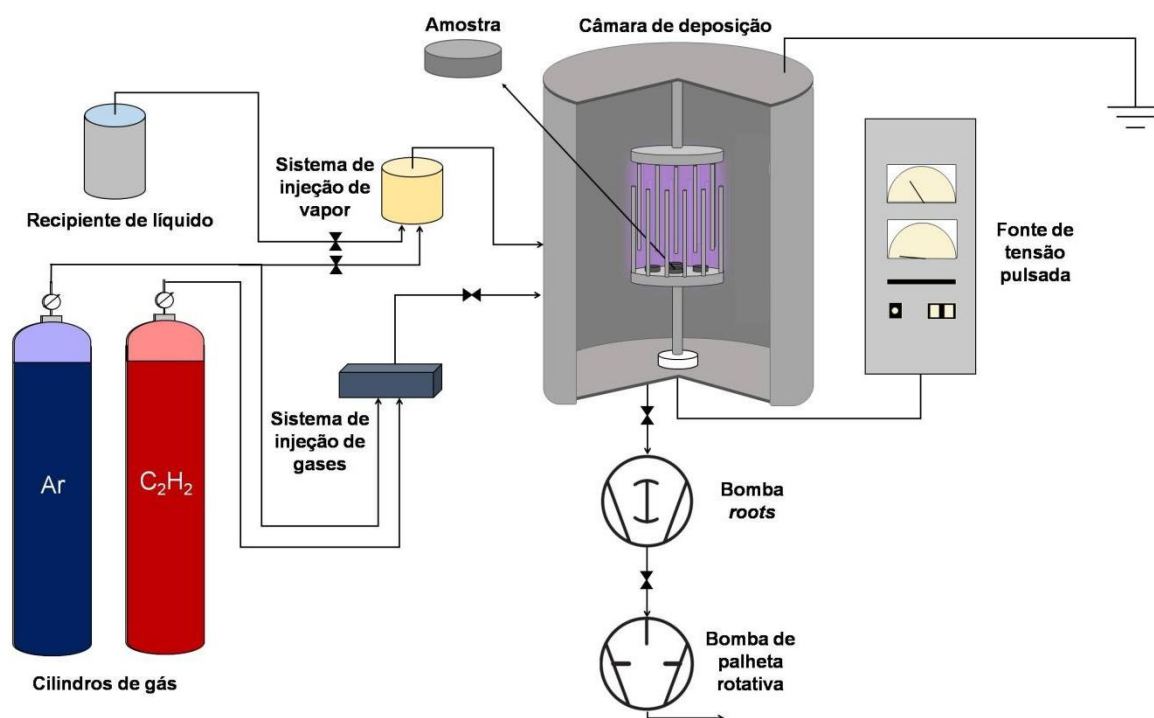 Amostra
Câmara de deposição
Recipiente de líquido
Sistema de
injeção de
vapor
Fonte de
tensão
pulsada
Sistema de
injeção de
gases
Ar
C₂H₂
Cilindros de gás
Bomba
roots
Bomba de
palheta
rotativa